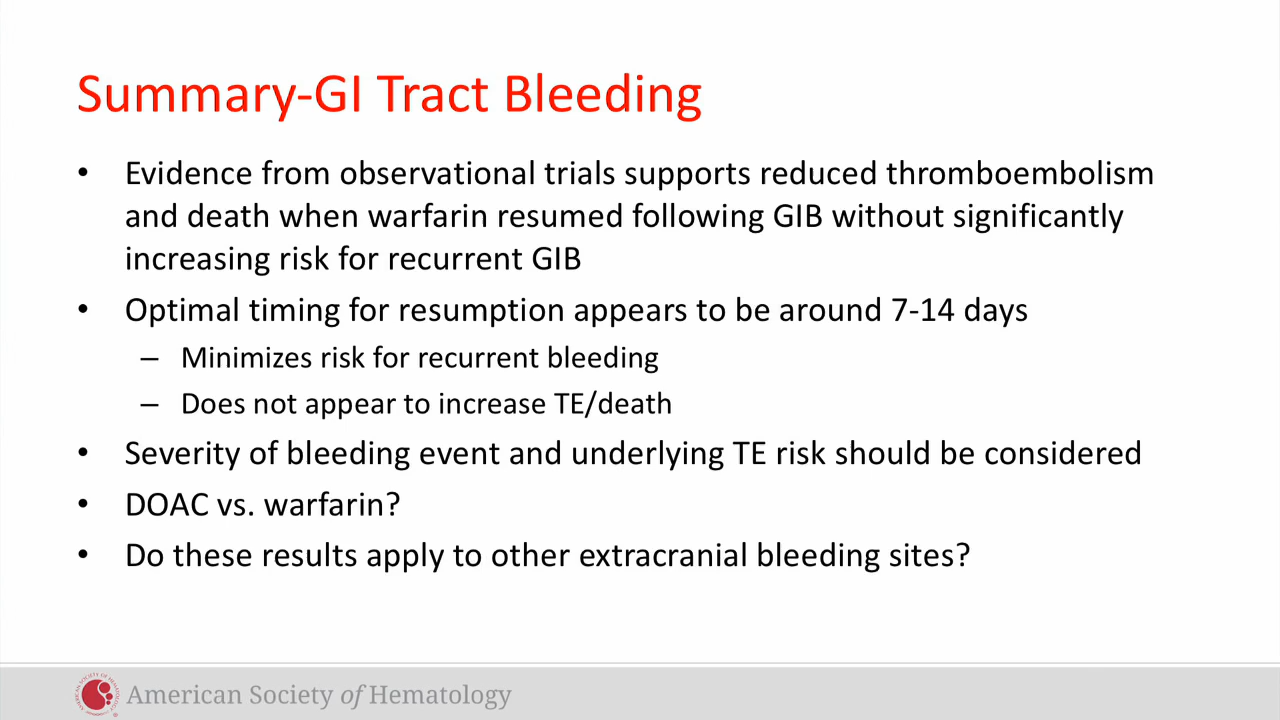 Summary-GI Tract Bleeding
• Evidence from observational trials supports reduced thromboembolism
and death when warfarin resumed following GIB without significantly
increasing risk for recurrent GIB
• Optimal timing for resumption appears to be around 7-14 days
– Minimizes risk for recurrent bleeding
– Does not appear to increase TE/death
• Severity of bleeding event and underlying TE risk should be considered
• DOAC vs. warfarin?
• Do these results apply to other extracranial bleeding sites?
American Society of Hematology